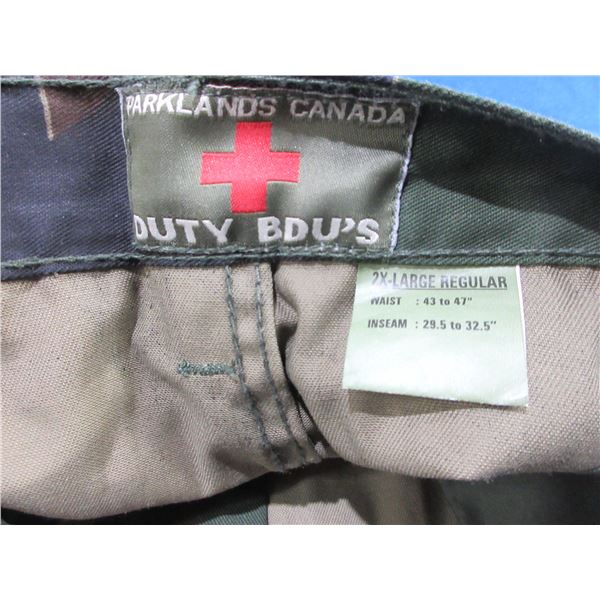 PARKLANDS CANADA
DUTY BDU'S
2X-LARGE REGULAR
WAIST : 43 to 47"
INSEAM : 29.5 to 32.5"